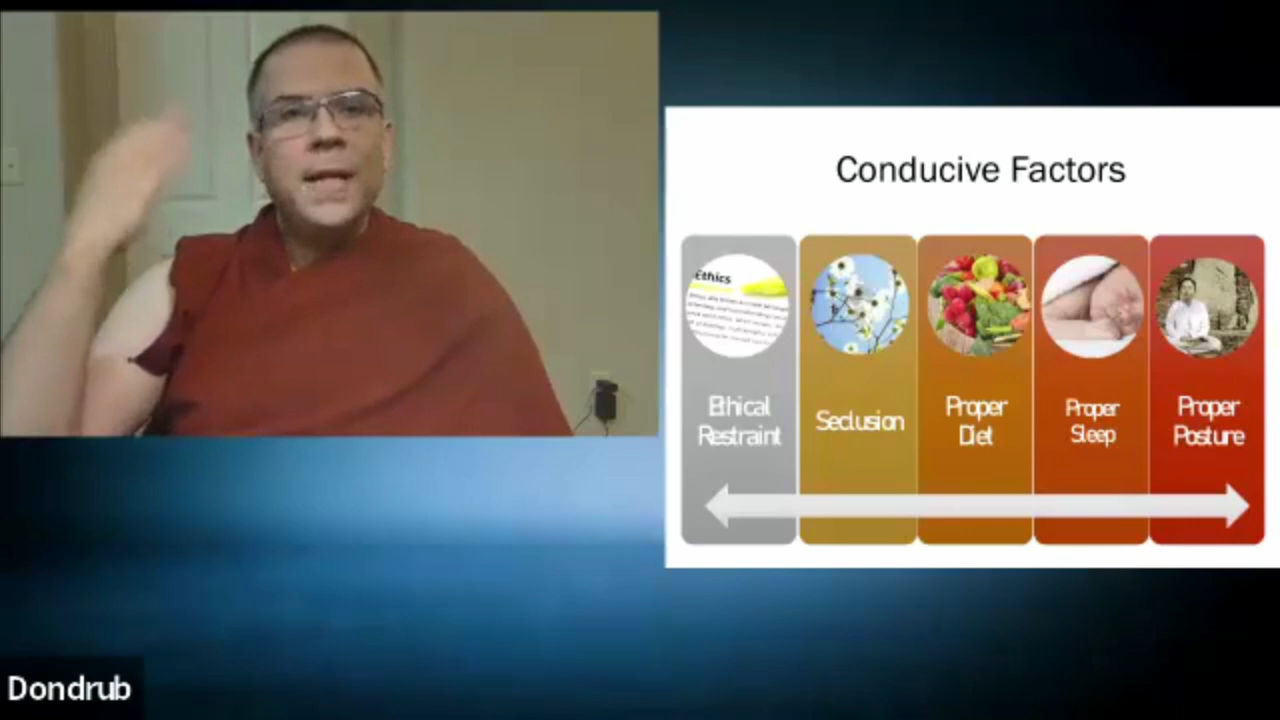 Conducive Factors
Ethics
Ethical
Restraint
Seclusion
Proper
Diet
Proper
Sleep
Proper
Posture
Dondrub